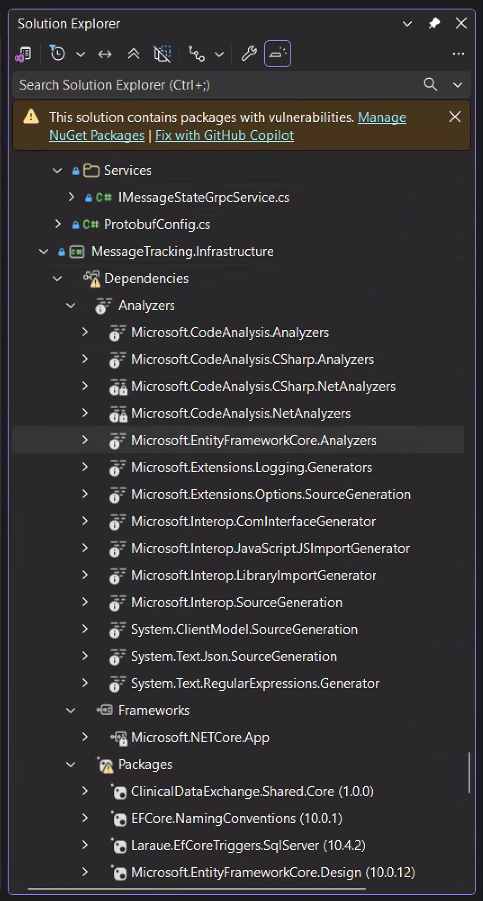 Solution Explorer
Search Solution Explorer (Ctrl+;)
This solution contains packages with vulnerabilities. Manage
NuGet Packages | Fix with GitHub Copilot
Services
C# IMessageStateGrpcService.cs
C# ProtobufConfig.cs
C# MessageTracking.Infrastructure
Dependencies
Analyzers
Microsoft.CodeAnalysis.Analyzers
Microsoft.CodeAnalysis.CSharp.Analyzers
Microsoft.CodeAnalysis.CSharp.NetAnalyzers
Microsoft.CodeAnalysis.NetAnalyzers
Microsoft.EntityFrameworkCore.Analyzers
Microsoft.Extensions.Logging.Generators
Microsoft.Extensions.Options.SourceGeneration
Microsoft.Interop.ComInterfaceGenerator
Microsoft.Interop.JavaScript.JSImportGenerator
Microsoft.Interop.LibraryImportGenerator
Microsoft.Interop.SourceGeneration
System.ClientModel.SourceGeneration
System.Text.Json.SourceGeneration
System.Text.RegularExpressions.Generator
Frameworks
Microsoft.NETCore.App
Packages
ClinicalDataExchange.Shared.Core (1.0.0)
EFCore.NamingConventions (10.0.1)
Laraue.EfCoreTriggers.SqlServer (10.4.2)
Microsoft.EntityFrameworkCore.Design (10.0.12)